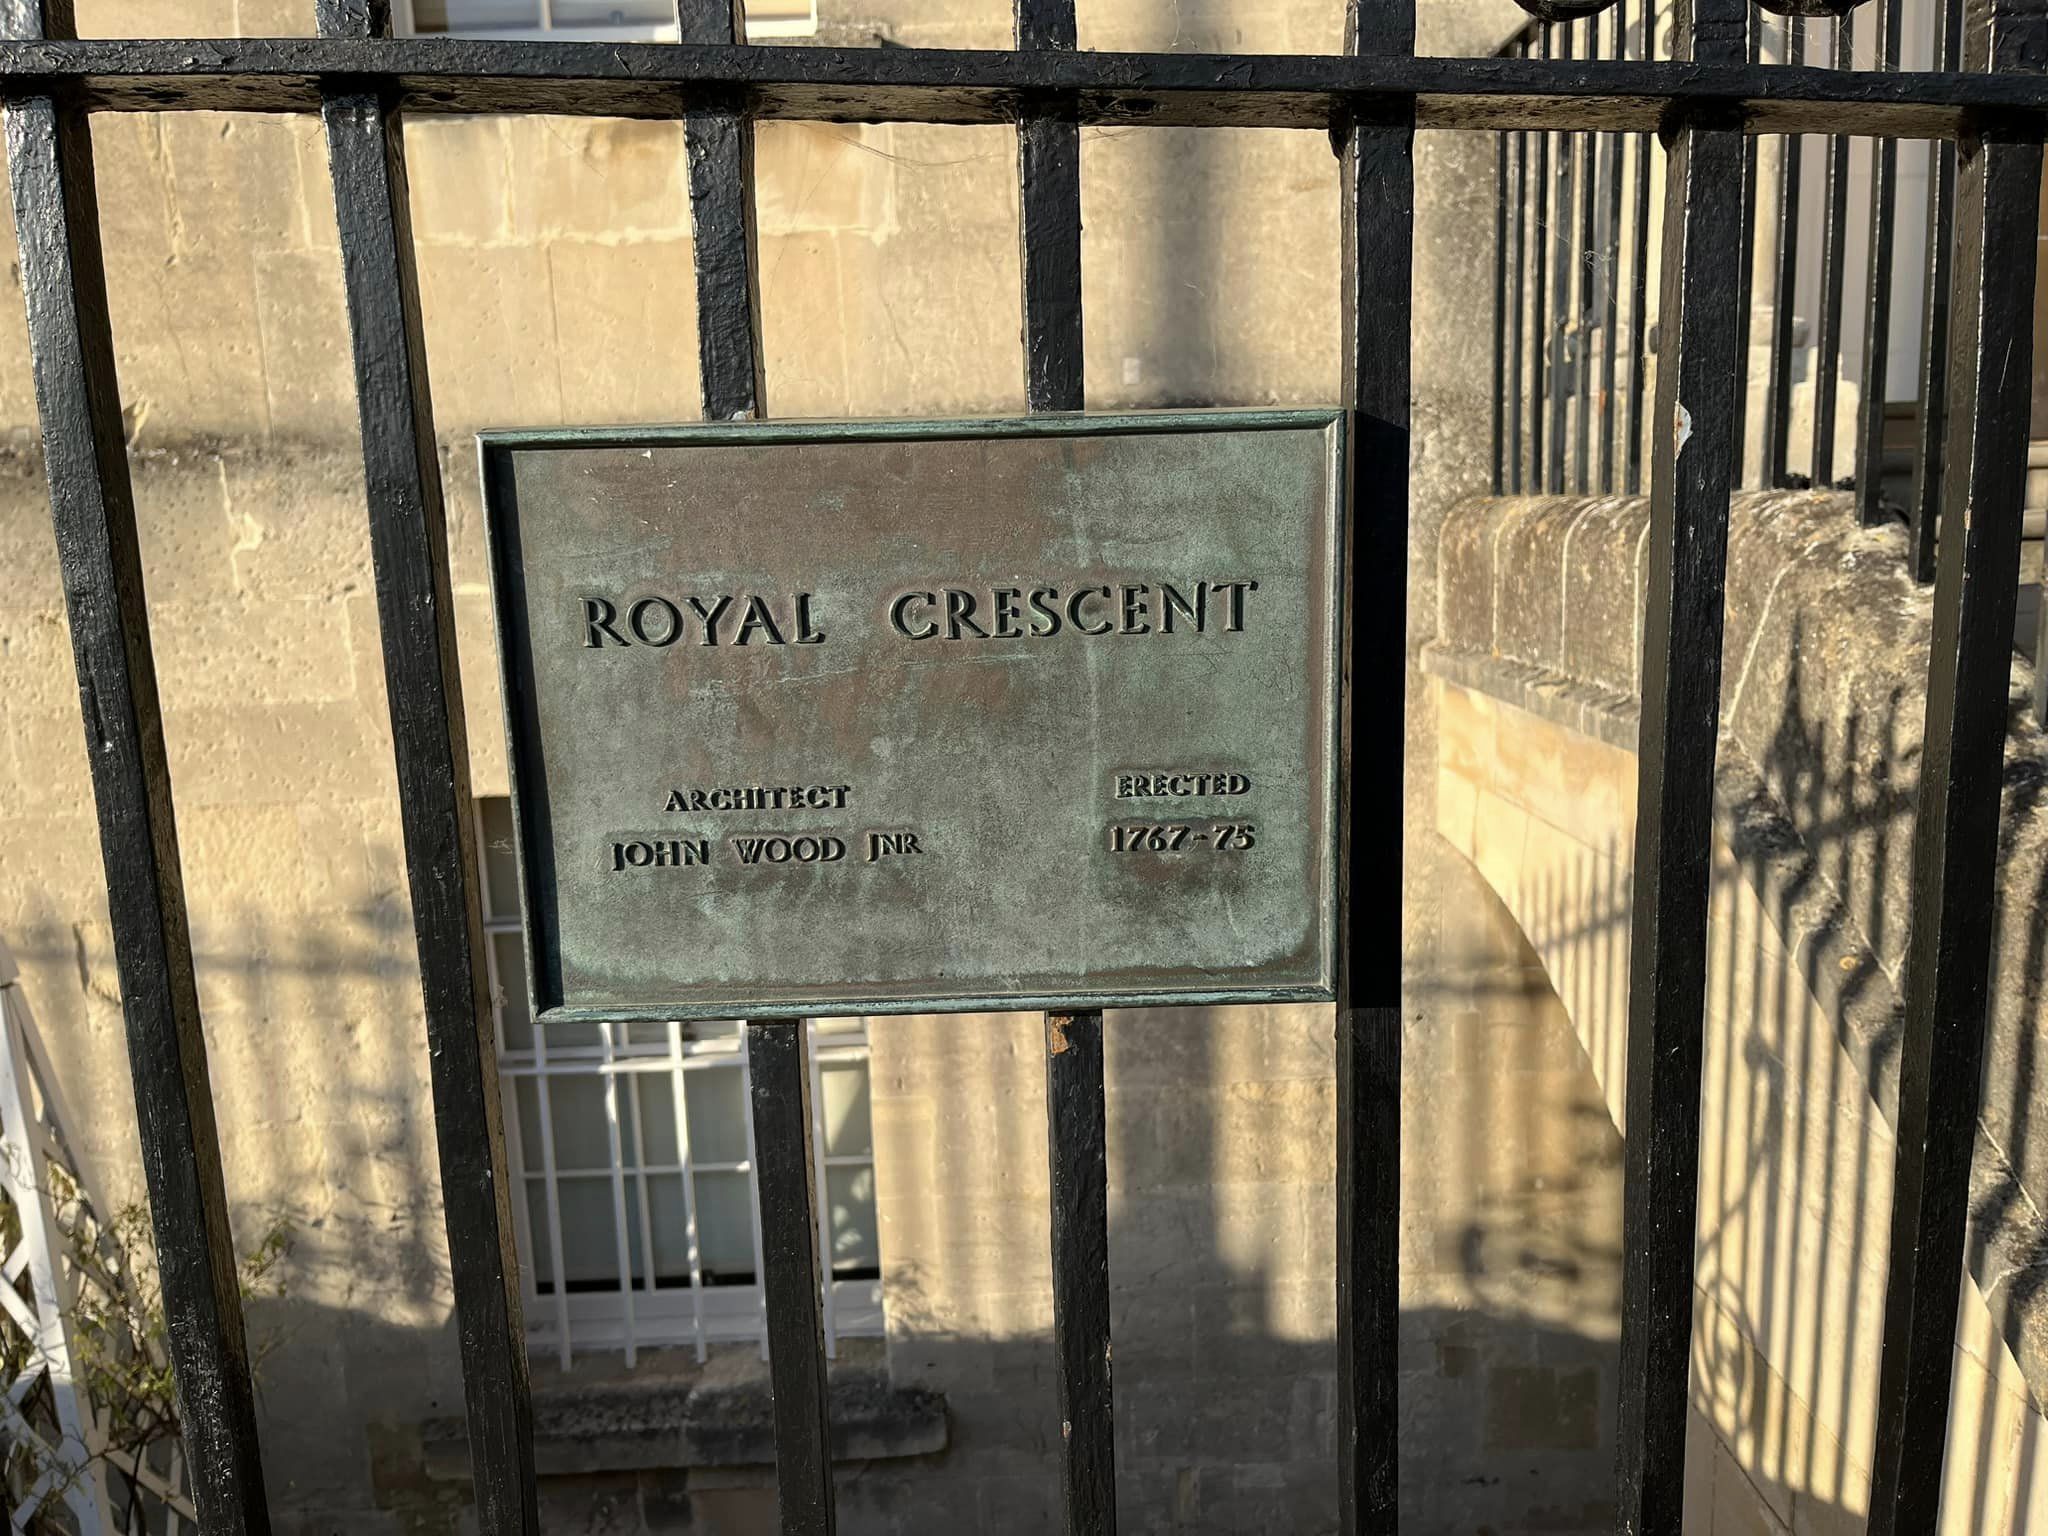 ROYAL CRESCENT
ARCHITECT
JOHN WOOD JNR
ERECTED
1767-75